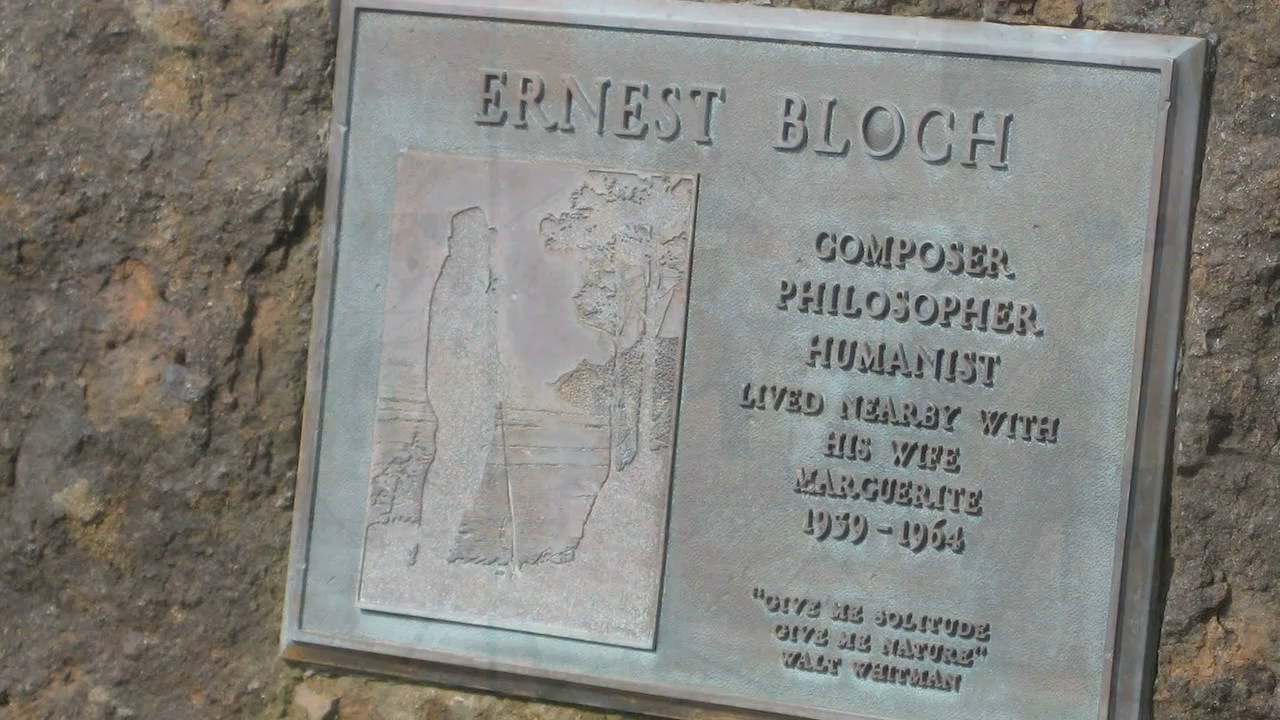 ERNEST BLOCH
COMPOSER
PHILOSOPHER
HUMANIST
LIVED NEARBY WITH
HIS WIFE
MARGUERITE
1939-1964
"GIVE ME SOLITUDE
GIVE ME NATURE"
WALT WHITMAN